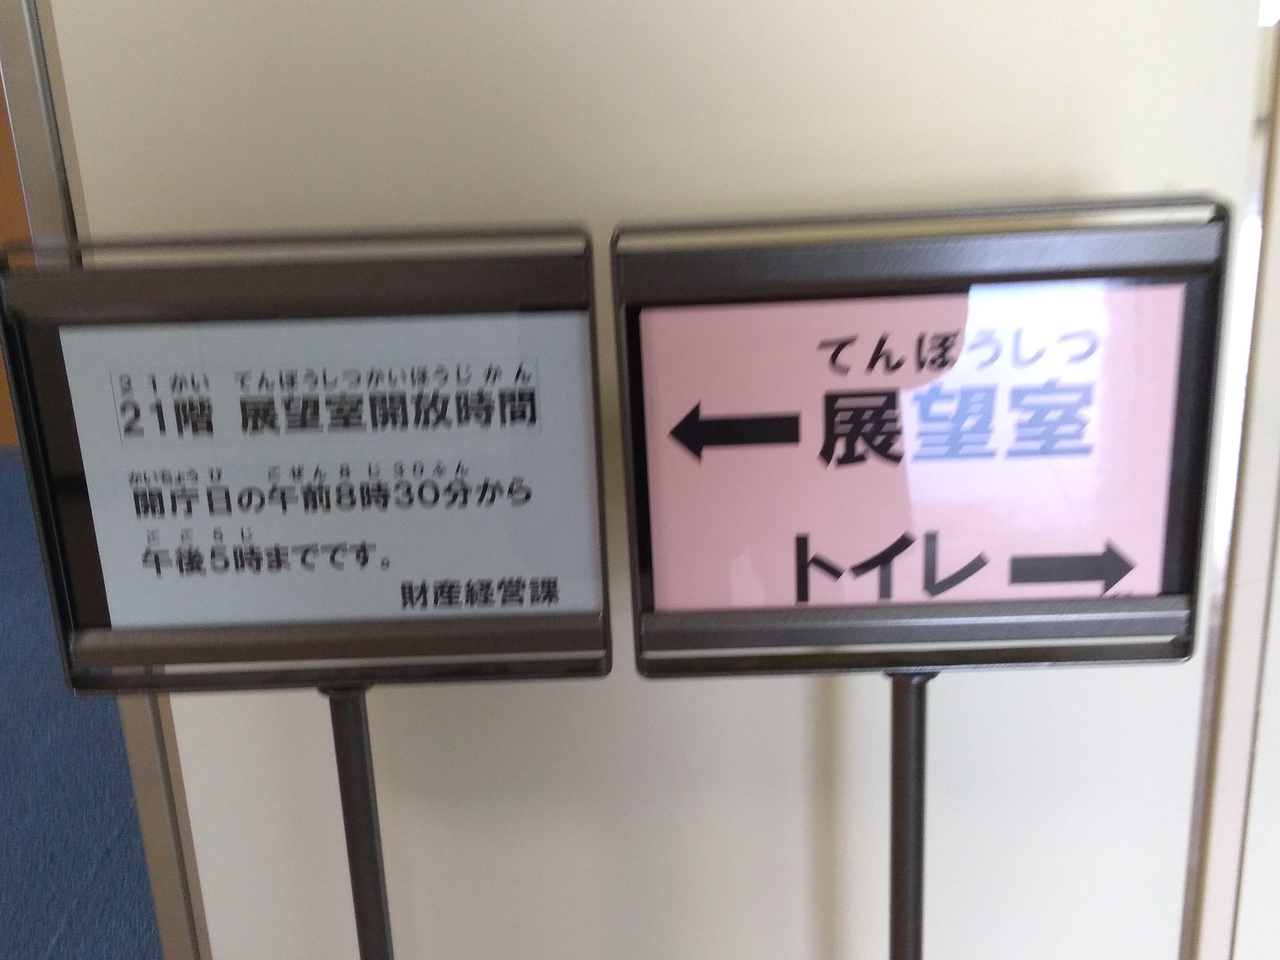 21かい てんぼうしつかいほうじかん
21階 展望室開放時間
かいちょうび ごぜん8じ30ぷん
開庁日の午前8時30分から
ごご5じ
午後5時までです。
財産経営課
てんぼうしつ
←展望室
トイレ→